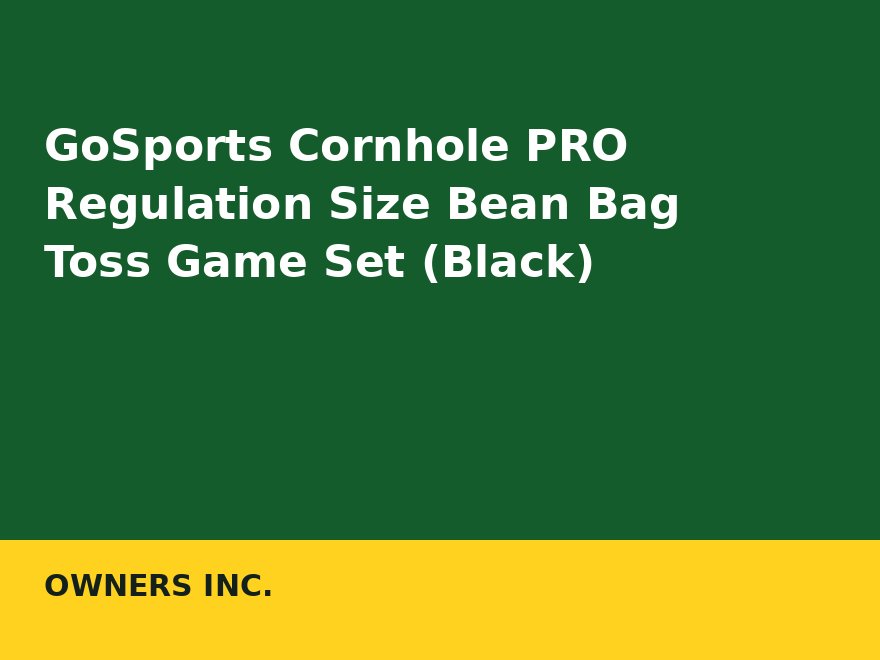 GoSports Cornhole PRO
Regulation Size Bean Bag
Toss Game Set (Black)
OWNERS INC.